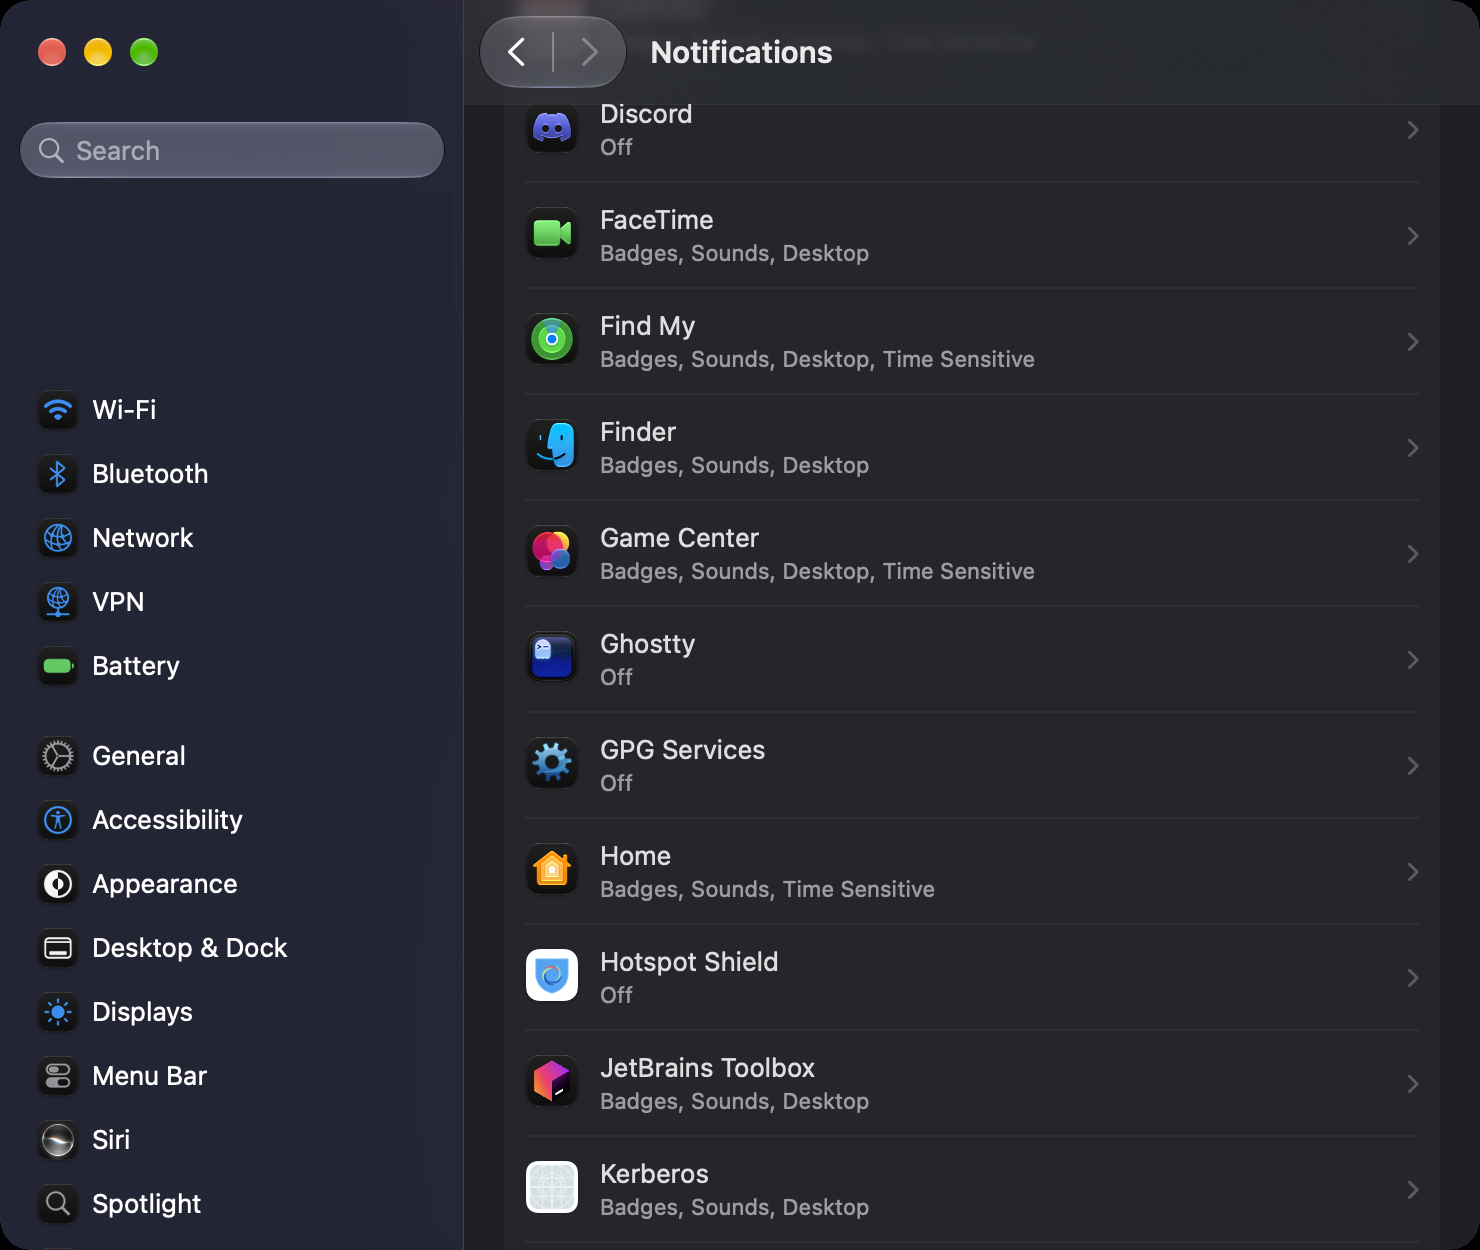 Notifications
Search
Wi-Fi
Bluetooth
Network
VPN
Battery
General
Accessibility
Appearance
Desktop & Dock
Displays
Menu Bar
Siri
Spotlight
Discord
Off
FaceTime
Badges, Sounds, Desktop
Find My
Badges, Sounds, Desktop, Time Sensitive
Finder
Badges, Sounds, Desktop
Game Center
Badges, Sounds, Desktop, Time Sensitive
Ghostty
Off
GPG Services
Off
Home
Badges, Sounds, Time Sensitive
Hotspot Shield
Off
JetBrains Toolbox
Badges, Sounds, Desktop
Kerberos
Badges, Sounds, Desktop